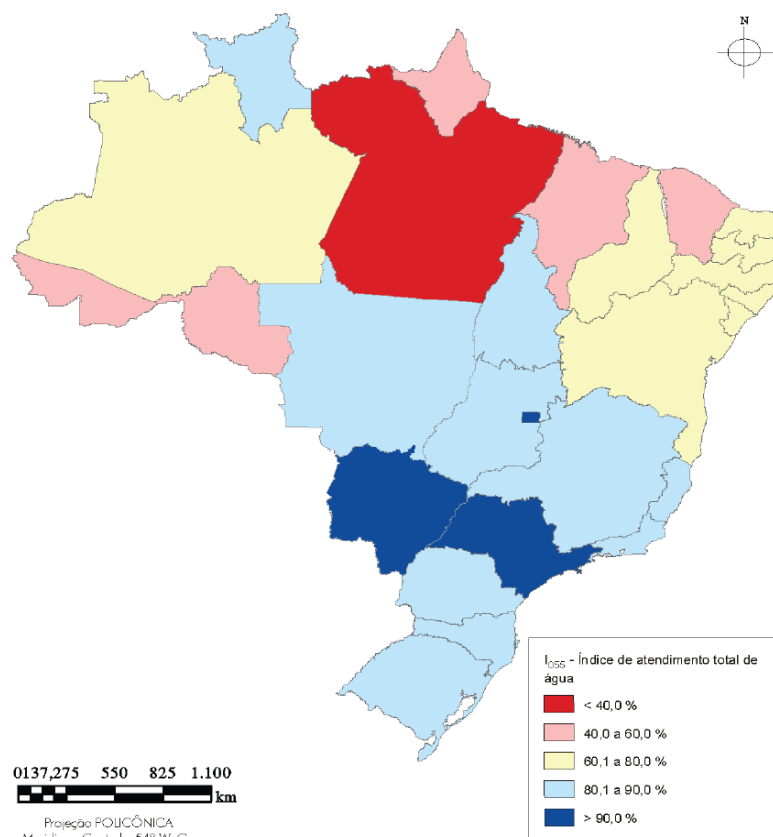 N
I055 - Índice de atendimento total de
água
< 40,0 %
40,0 a 60,0 %
60,1 a 80,0 %
80,1 a 90,0 %
> 90,0 %
0137,275 550 825 1.100
km
Projeção POLICÔNICA